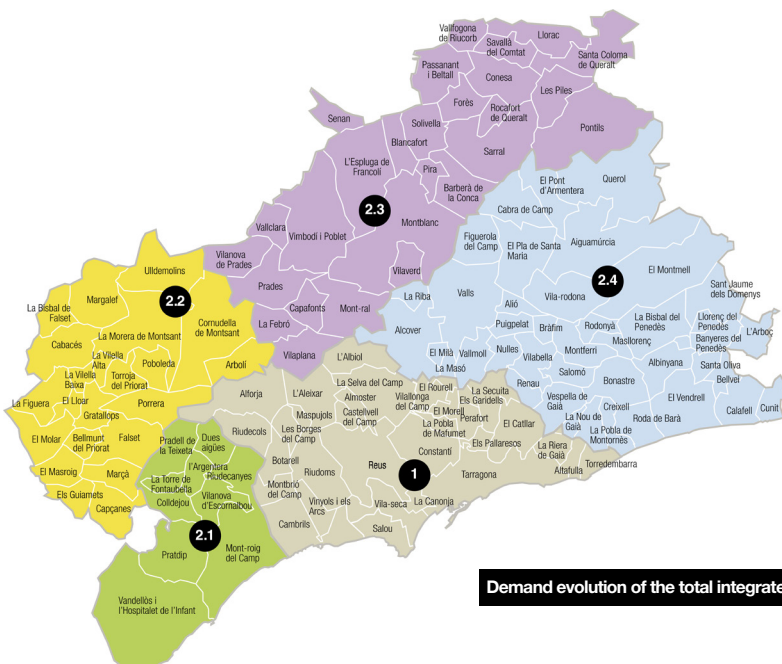 Vallfogona
de Riucorb
Llorac
Savallà
del Comtat
Santa Coloma
de Queralt
Passanant
i Beltall
Conesa
Les Piles
Forès
Rocafort
de Queralt
Senan
Solivella
Pontils
Blancafort
Sarral
L'Espluga de
Francolí
Pira
Barberà de
la Conca
2.3
Montblanc
Vallclara
Vimbodí i Poblet
Vilanova
de Prades
Vilaverd
Prades
Capafonts
Mont-ral
La Febró
Vilaplana
El Pont
d'Armentera
Querol
Cabra de Camp
Figuerola
del Camp
El Pla de Santa
Maria
Aiguamúrcia
El Montmell
2.4
Sant Jaume
dels Domenys
La Riba
Valls
Vila-rodona
Alió
Alcover
Puigpelat
Bràfim
Rodonyà
La Bisbal del
Penedès
Llorenç del
Penedès
L'Arboç
Banyeres del
Penedès
Masllorenç
Montferri
El Milà
Vallmoll
Nulles
Vilabella
Albinyana
Santa Oliva
La Masó
Salomó
Bellvei
Renau
Bonastre
Vespella de
Gaià
El Vendrell
Creixell
Calafell
Cunit
La Nou de
Gaià
Roda de Barà
La Pobla de
Montornès
Ulldemolins
2.2
La Bisbal de
Falset
Margalef
Cornudella
de Montsant
Cabacés
La Morera de Montsant
La Vilella
Alta
Poboleda
Arbolí
La Vilella
Baixa
Torroja
del Priorat
La Figuera
El Lloar
Porrera
Gratallops
El Molar
Bellmunt
del Priorat
Falset
El Masroig
Marçà
Els Guiamets
Capçanes
L'Albiol
Alforja
L'Aleixar
La Selva del Camp
El Rourell
La Secuita
Almoster
Vilallonga
del Camp
Els Garidells
Maspujols
Castellvell
del Camp
El Morell
Perafort
Riudecols
Les Borges
del Camp
La Pobla
de Mafumet
El Catllar
Els Pallaresos
La Riera
de Gaià
Botarell
Reus
Constantí
Torredembarra
Riudoms
1
Tarragona
Altafulla
Montbrió
del Camp
Vinyols i els
Arcs
Vila-seca
La Canonja
Cambrils
Salou
Pradell de
la Teixeta
Dues
aigües
l'Argentera
Riudecanyes
La Torre de
Fontaubella
Colldejou
Vilanova
d'Escornalbou
2.1
Pratdip
Mont-roig
del Camp
Vandellòs i
l'Hospitalet de l'Infant
Demand evolution of the total integrate